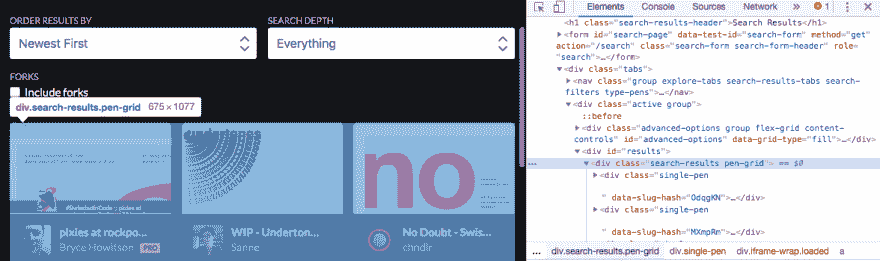 ORDER RESULTS BY
SEARCH DEPTH
Newest First
Everything
FORKS
Include forks
div.search-results.pen-grid 675 × 1077
undertones
no
#SwissInCode :: pixies at
pixies at rockpo...
Bryce Howitson PRO
WIP - Underton...
Sanne
No Doubt - Swis...
chndlr
Elements Console Sources Network » 1
<h1 class="search-results-header">Search Results</h1>
<form id="search-page" data-test-id="search-form" method="get"
action="/search" class="search-form search-form-header" role=
"search">…</form>
<div class="tabs">
<nav class="group explore-tabs search-results-tabs search-
filters type-pens">…</nav>
<div class="active group">
::before
<div class="advanced-options group flex-grid content-
controls" id="advanced-options" data-grid-type="fill">…</div>
<div id="results">
… <div class="search-results pen-grid"> == $0
<div class="single-pen
" data-slug-hash="OdqgKN">…</div>
<div class="single-pen
" data-slug-hash="MXmpRm">…</div>
... div.search-results.pen-grid div.single-pen div.iframe-wrap.loaded a